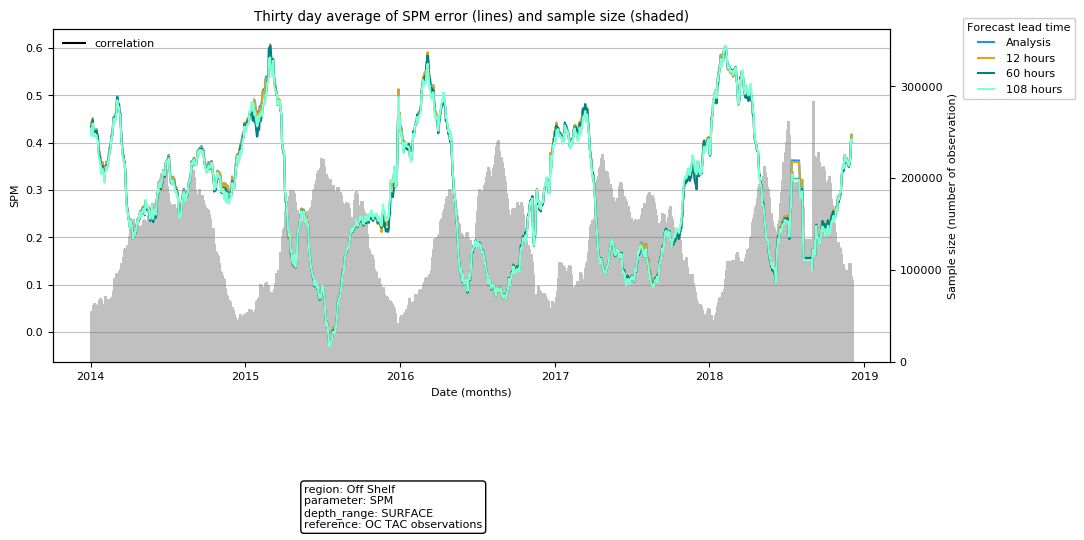 Thirty day average of SPM error (lines) and sample size (shaded)
Forecast lead time
Analysis
12 hours
60 hours
108 hours
correlation
0.6
0.5
0.4
0.3
0.2
0.1
0.0
SPM
300000
200000
100000
0
Sample size (number of observation)
2014 2015 2016 2017 2018 2019
Date (months)
region: Off Shelf
parameter: SPM
depth_range: SURFACE
reference: OC TAC observations